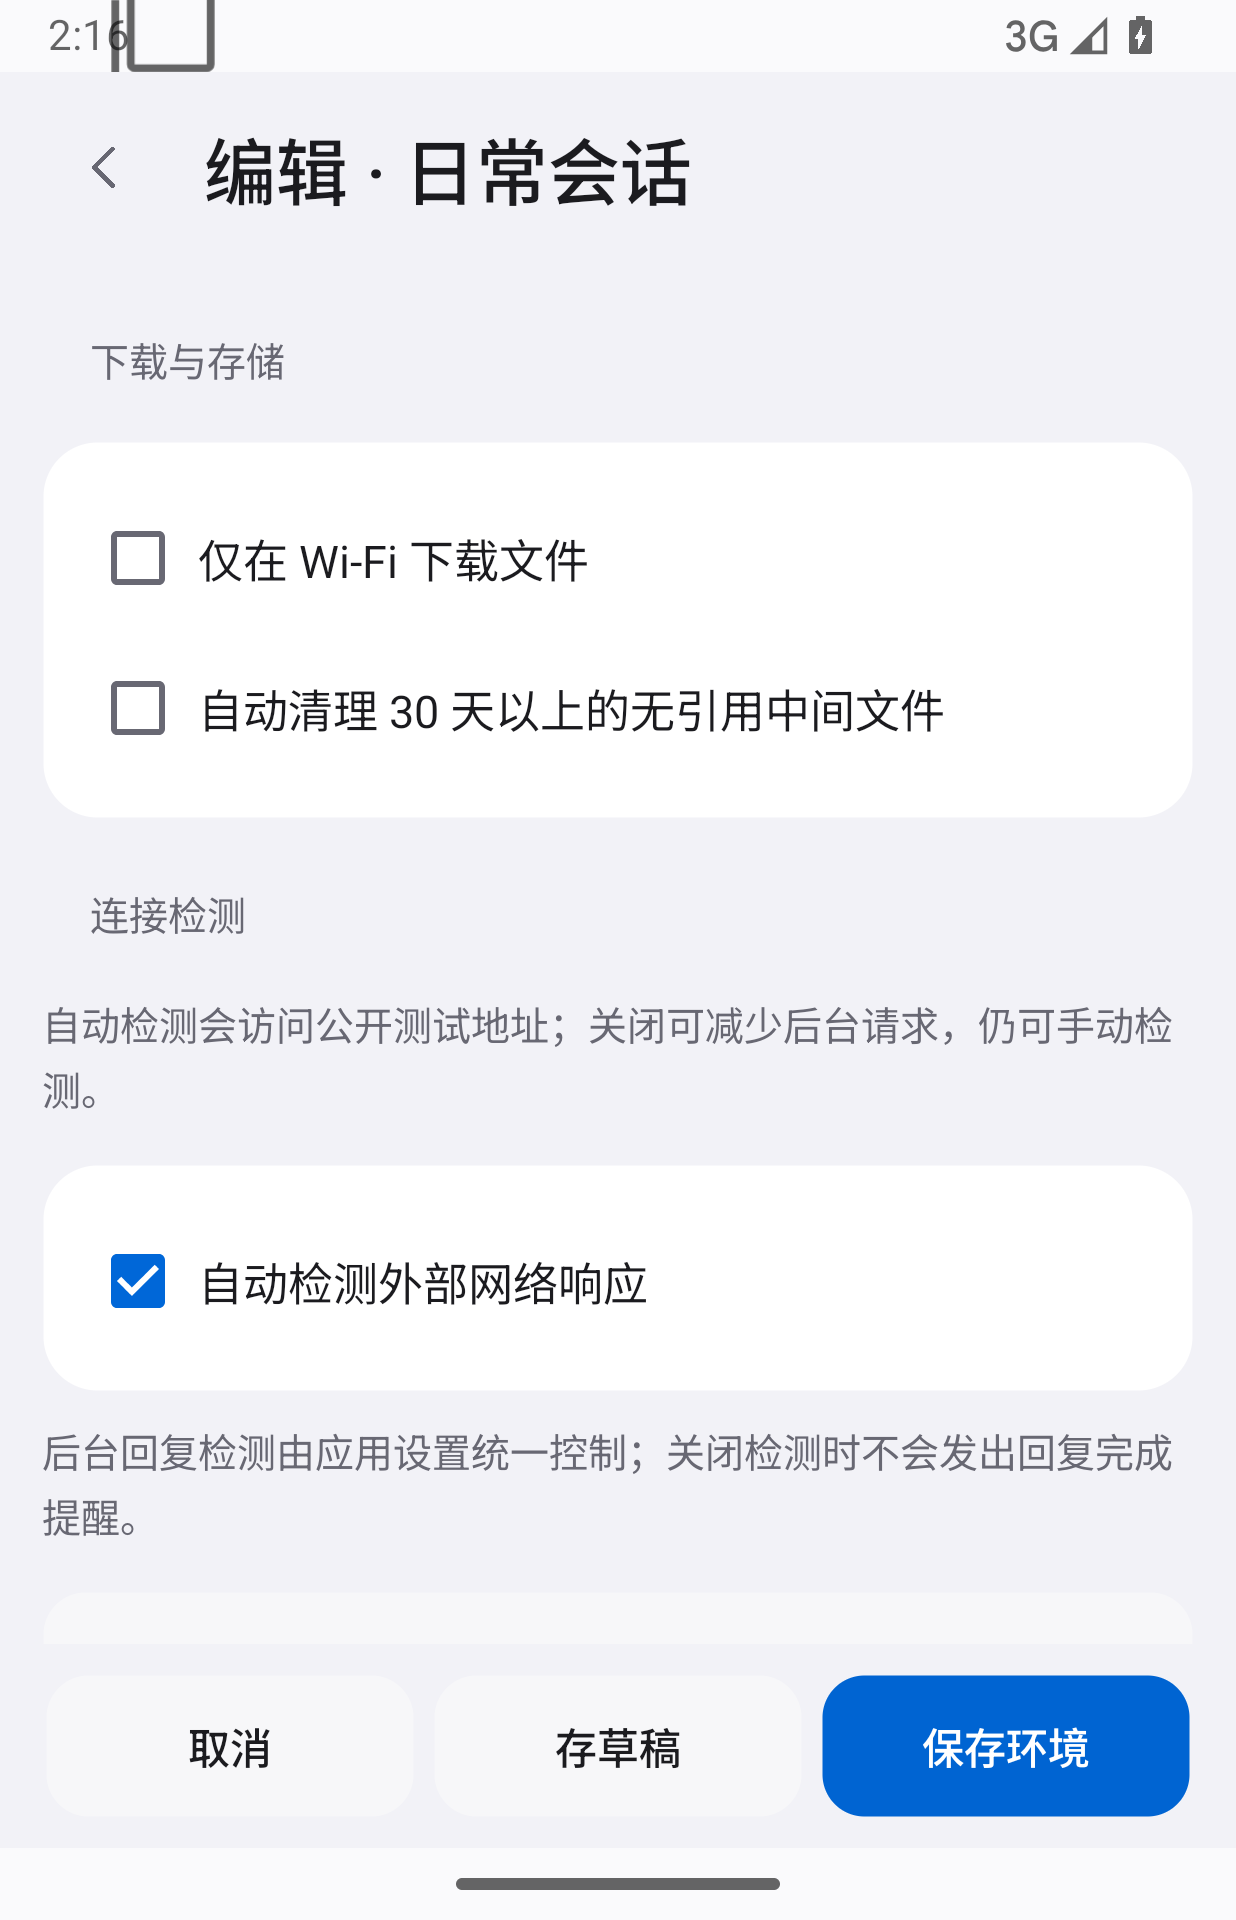 2:16
3G
编辑 · 日常会话
下载与存储
仅在 Wi-Fi 下载文件
自动清理 30 天以上的无引用中间文件
连接检测
自动检测会访问公开测试地址；关闭可减少后台请求，仍可手动检
测。
自动检测外部网络响应
后台回复检测由应用设置统一控制；关闭检测时不会发出回复完成
提醒。
取消
存草稿
保存环境